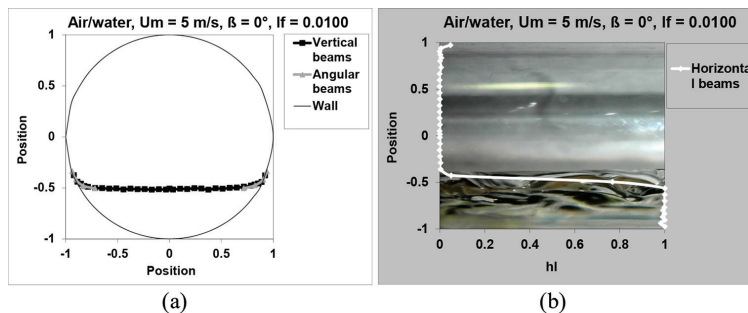 Air/water, Um = 5 m/s, ß = 0°, lf = 0.0100
1
0.5
0
-0.5
-1
Position
-1
-0.5
0
0.5
1
Position
Vertical
beams
Angular
beams
Wall
(a)
Air/water, Um = 5 m/s, ß = 0°, lf = 0.0100
1
0.5
0
-0.5
-1
Position
0
0.2
0.4
0.6
0.8
1
hl
Horizonta
l beams
(b)